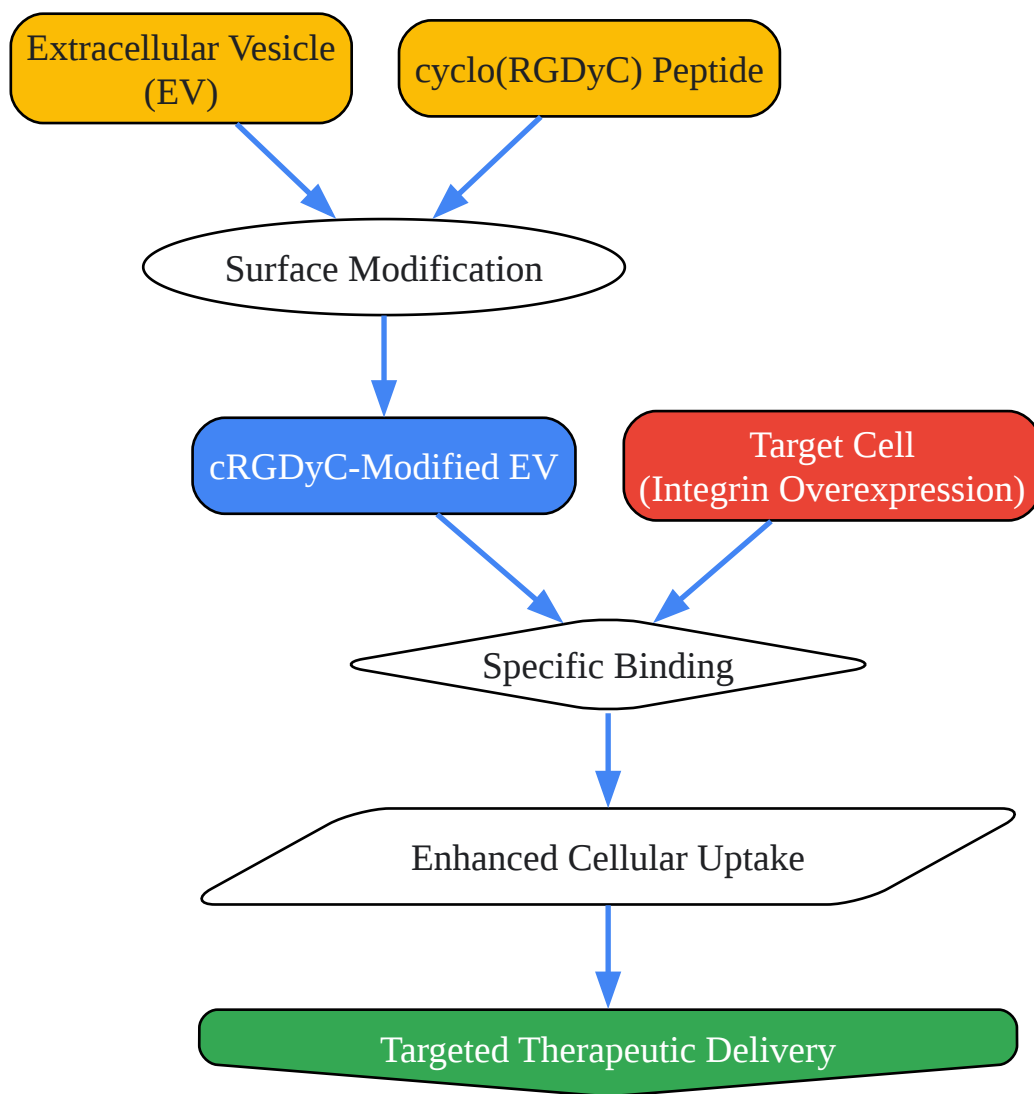 Extracellular Vesicle
(EV)
cyclo(RGDyC) Peptide
Surface Modification
cRGDyC-Modified EV
Target Cell
(Integrin Overexpression)
Specific Binding
Enhanced Cellular Uptake
Targeted Therapeutic Delivery